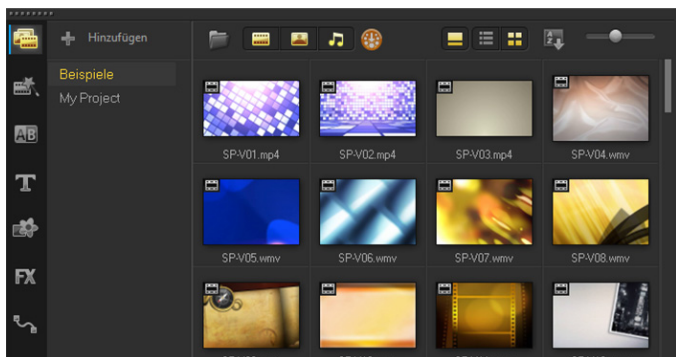 Hinzufügen
Beispiele
My Project
SP-V01.mp4
SP-V02.mp4
SP-V03.mp4
SP-V04.wmv
SP-V05.wmv
SP-V06.wmv
SP-V07.wmv
SP-V08.wmv
AB
T
FX
A
Z